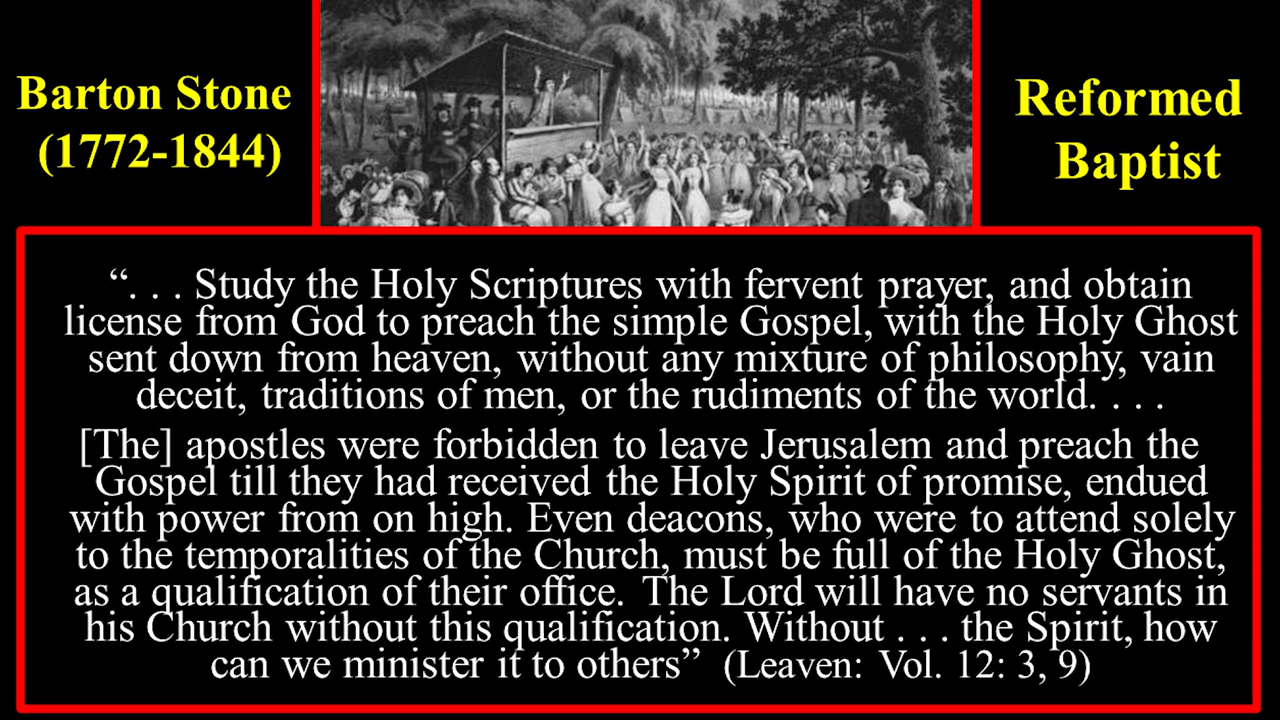 Barton Stone
(1772-1844)
Reformed
Baptist
“. . . Study the Holy Scriptures with fervent prayer, and obtain
license from God to preach the simple Gospel, with the Holy Ghost
sent down from heaven, without any mixture of philosophy, vain
deceit, traditions of men, or the rudiments of the world. . . .
[The] apostles were forbidden to leave Jerusalem and preach the
Gospel till they had received the Holy Spirit of promise, endued
with power from on high. Even deacons, who were to attend solely
to the temporalities of the Church, must be full of the Holy Ghost,
as a qualification of their office. The Lord will have no servants in
his Church without this qualification. Without . . . the Spirit, how
can we minister it to others” (Leaven: Vol. 12: 3, 9)